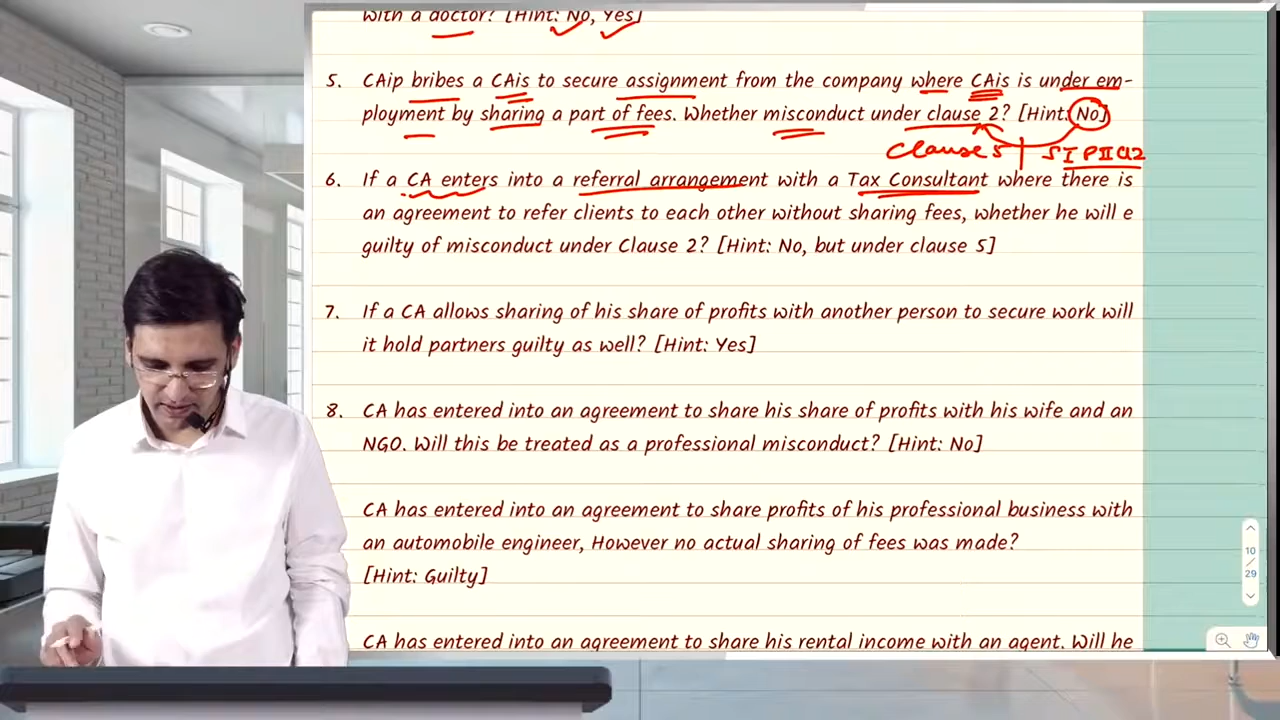 with a doctor? [Hint: No, Yes]
5. CAip bribes a CAis to secure assignment from the company where CAis is under em-
ployment by sharing a part of fees. Whether misconduct under clause 2? [Hint: No]
Clause 5 SI PII Cl2
6. If a CA enters into a referral arrangement with a Tax Consultant where there is
an agreement to refer clients to each other without sharing fees, whether he will e
guilty of misconduct under Clause 2? [Hint: No, but under clause 5]
7. If a CA allows sharing of his share of profits with another person to secure work will
it hold partners guilty as well? [Hint: Yes]
8. CA has entered into an agreement to share his share of profits with his wife and an
NGO. Will this be treated as a professional misconduct? [Hint: No]
CA has entered into an agreement to share profits of his professional business with
an automobile engineer, However no actual sharing of fees was made?
[Hint: Guilty]
CA has entered into an agreement to share his rental income with an agent. Will he
10
/
29